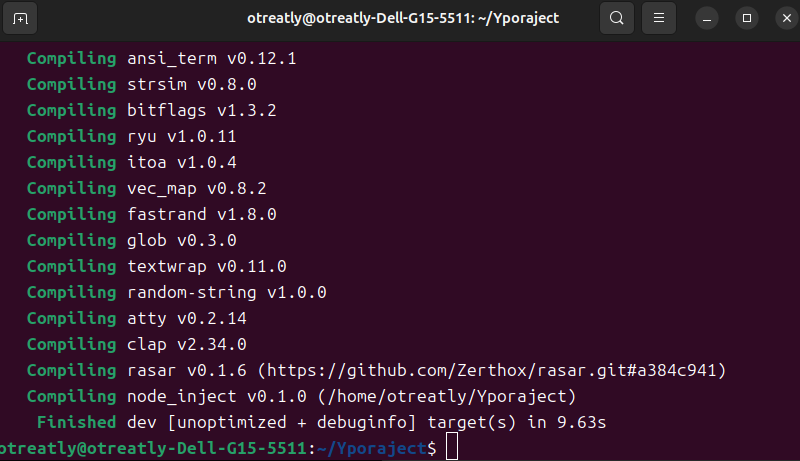 otreatly@otreatly-Dell-G15-5511: ~/Yporaject
Compiling ansi_term v0.12.1
Compiling strsim v0.8.0
Compiling bitflags v1.3.2
Compiling ryu v1.0.11
Compiling itoa v1.0.4
Compiling vec_map v0.8.2
Compiling fastrand v1.8.0
Compiling glob v0.3.0
Compiling textwrap v0.11.0
Compiling random-string v1.0.0
Compiling atty v0.2.14
Compiling clap v2.34.0
Compiling rasar v0.1.6 (https://github.com/Zerthox/rasar.git#a384c941)
Compiling node_inject v0.1.0 (/home/otreatly/Yporaject)
Finished dev [unoptimized + debuginfo] target(s) in 9.63s
otreatly@otreatly-Dell-G15-5511:~/Yporaject$